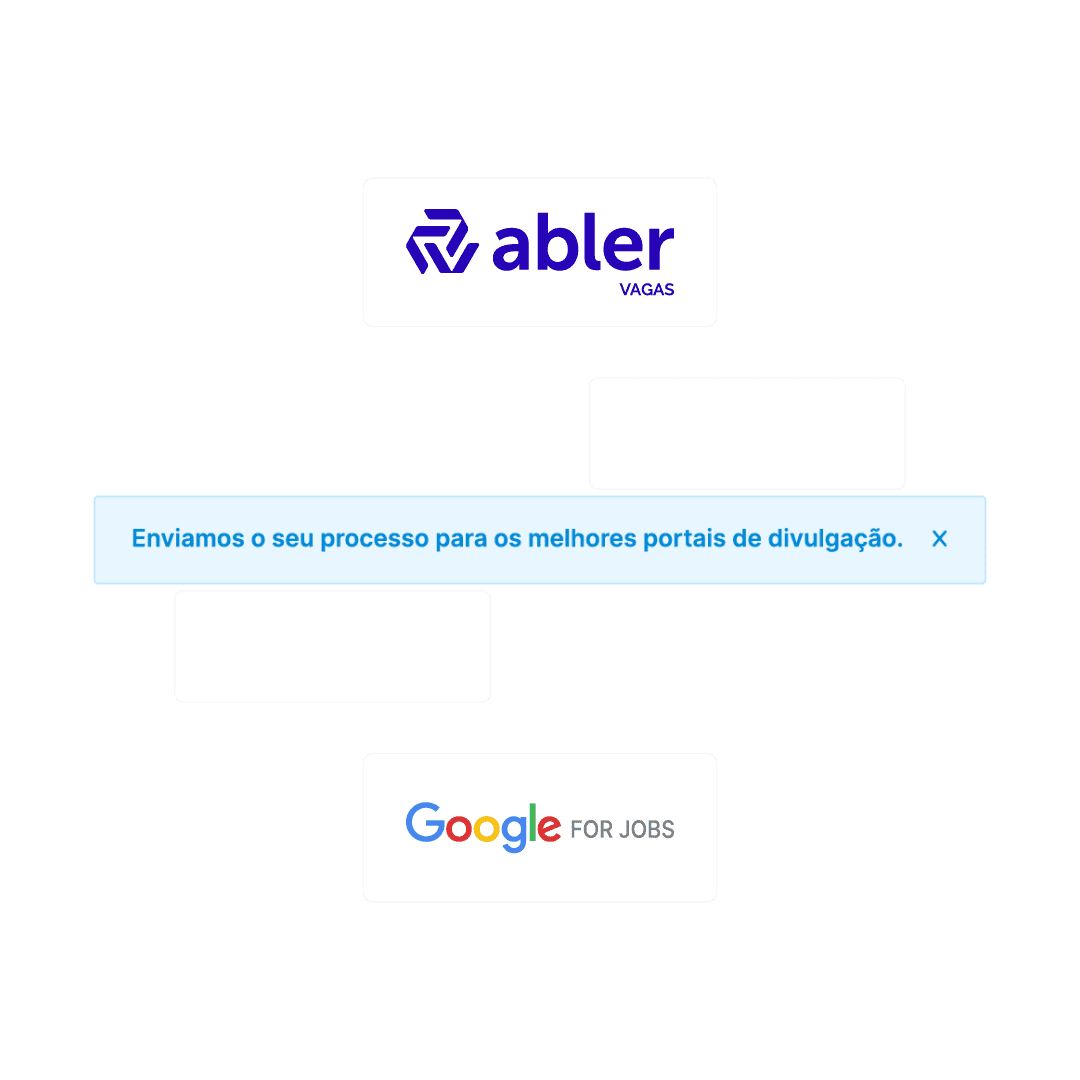 abler
VAGAS
Enviamos o seu processo para os melhores portais de divulgação. X
Google FOR JOBS